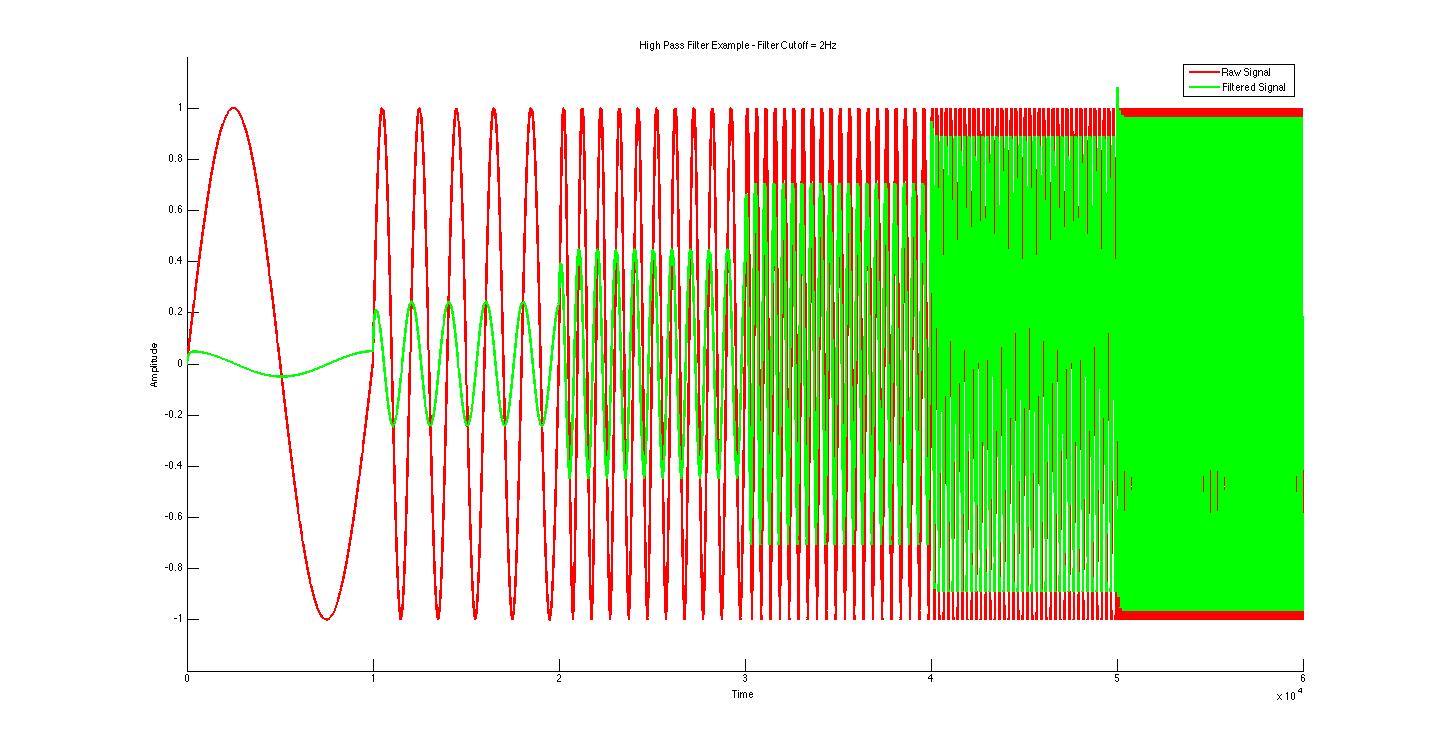 High Pass Filter Example - Filter Cutoff = 2Hz
Raw Signal
Filtered Signal
1
0.8
0.6
0.4
0.2
0
-0.2
-0.4
-0.6
-0.8
-1
Amplitude
0 1 2 3 4 5 6
Time
x 10^4